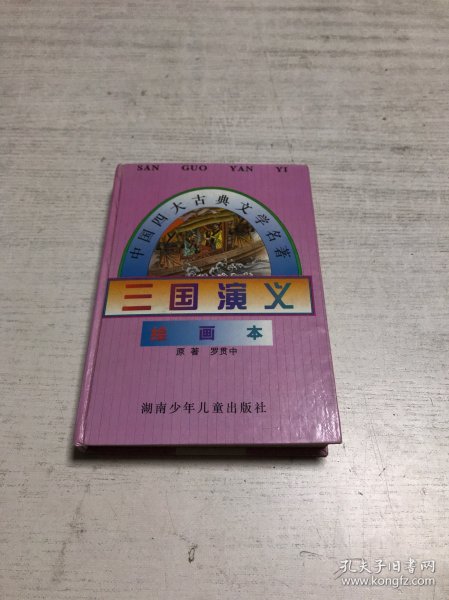 SAN GUO YAN YI
中国四大古典文学名著
三国演义
绘画本
原著 罗贯中
湖南少年儿童出版社
孔夫子旧书网
www.kongfz.com